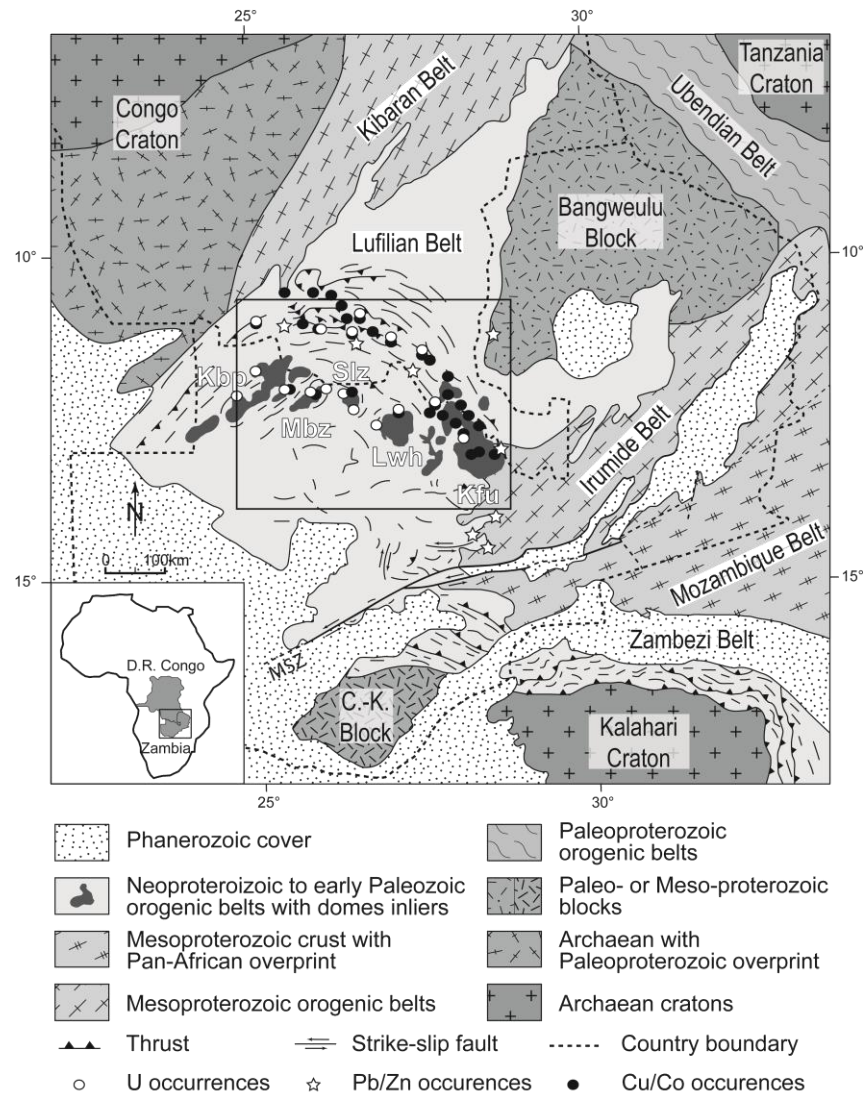 25°
30°
Tanzania
Craton
Congo
Craton
Kibaran Belt
Ubendian Belt
Bangweulu
Block
Lufilian Belt
10°
10°
Kbp
Slz
Mbz
Lwh
Kfu
Irumide Belt
N
0 100km
15°
15°
Mozambique Belt
Zambezi Belt
MSZ
D.R. Congo
Zambia
C.-K.
Block
Kalahari
Craton
25°
30°
Phanerozoic cover
Neoproteroizoic to early Paleozoic
orogenic belts with domes inliers
Mesoproterozoic crust with
Pan-African overprint
Mesoproterozoic orogenic belts
Paleoproterozoic
orogenic belts
Paleo- or Meso-proterozoic
blocks
Archaean with
Paleoproterozoic overprint
Archaean cratons
Thrust
Strike-slip fault
Country boundary
U occurrences
Pb/Zn occurences
Cu/Co occurences